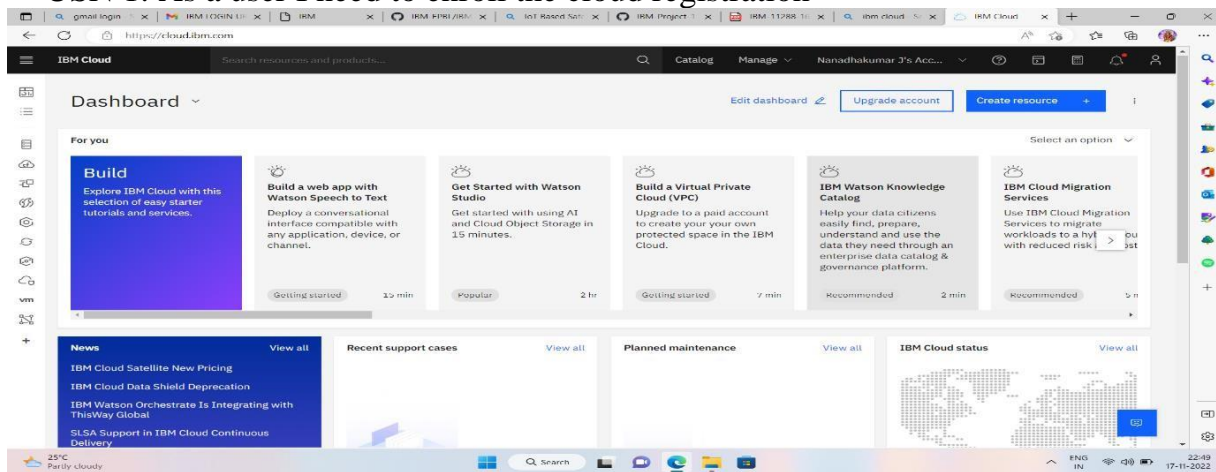 USN 1: As a user I need to enroll the cloud registration
gmail login
IBM LOGIN
IBM
IoT Based
IBM Project
IBM 11288
ibm cloud
IBM Cloud
https://cloud.ibm.com
IBM Cloud
Search resources and products...
Catalog
Manage
Nanadhakumar J's Acc...
Dashboard
Edit dashboard
Upgrade account
Create resource +
For you
Select an option
Build
Explore IBM Cloud with this
selection of easy starter
tutorials and services.
Build a web app with
Watson Speech to Text
Deploy a conversational
interface compatible with
any application, device, or
channel.
Getting started
15 min
Get Started with Watson
Studio
Get started with using AI
and Cloud Object Storage in
15 minutes.
Popular
2 hr
Build a Virtual Private
Cloud (VPC)
Upgrade to a paid account
to create your your own
protected space in the IBM
Cloud.
Getting started
7 min
IBM Watson Knowledge
Catalog
Help your data citizens
easily find, prepare,
understand and use the
data they need through an
enterprise data catalog &
governance platform.
Recommended
2 min
IBM Cloud Migration
Services
Use IBM Cloud Migration
Services to migrate
workloads to a
with reduced risk
Recommended
vm
News
View all
IBM Cloud Satellite New Pricing
IBM Cloud Data Shield Deprecation
IBM Watson Orchestrate Is Integrating with
ThisWay Global
SLSA Support in IBM Cloud Continuous
Delivery
Recent support cases
View all
Planned maintenance
View all
IBM Cloud status
View all
25°C
Partly cloudy
Search
ENG
IN
22:49
17-11-2022